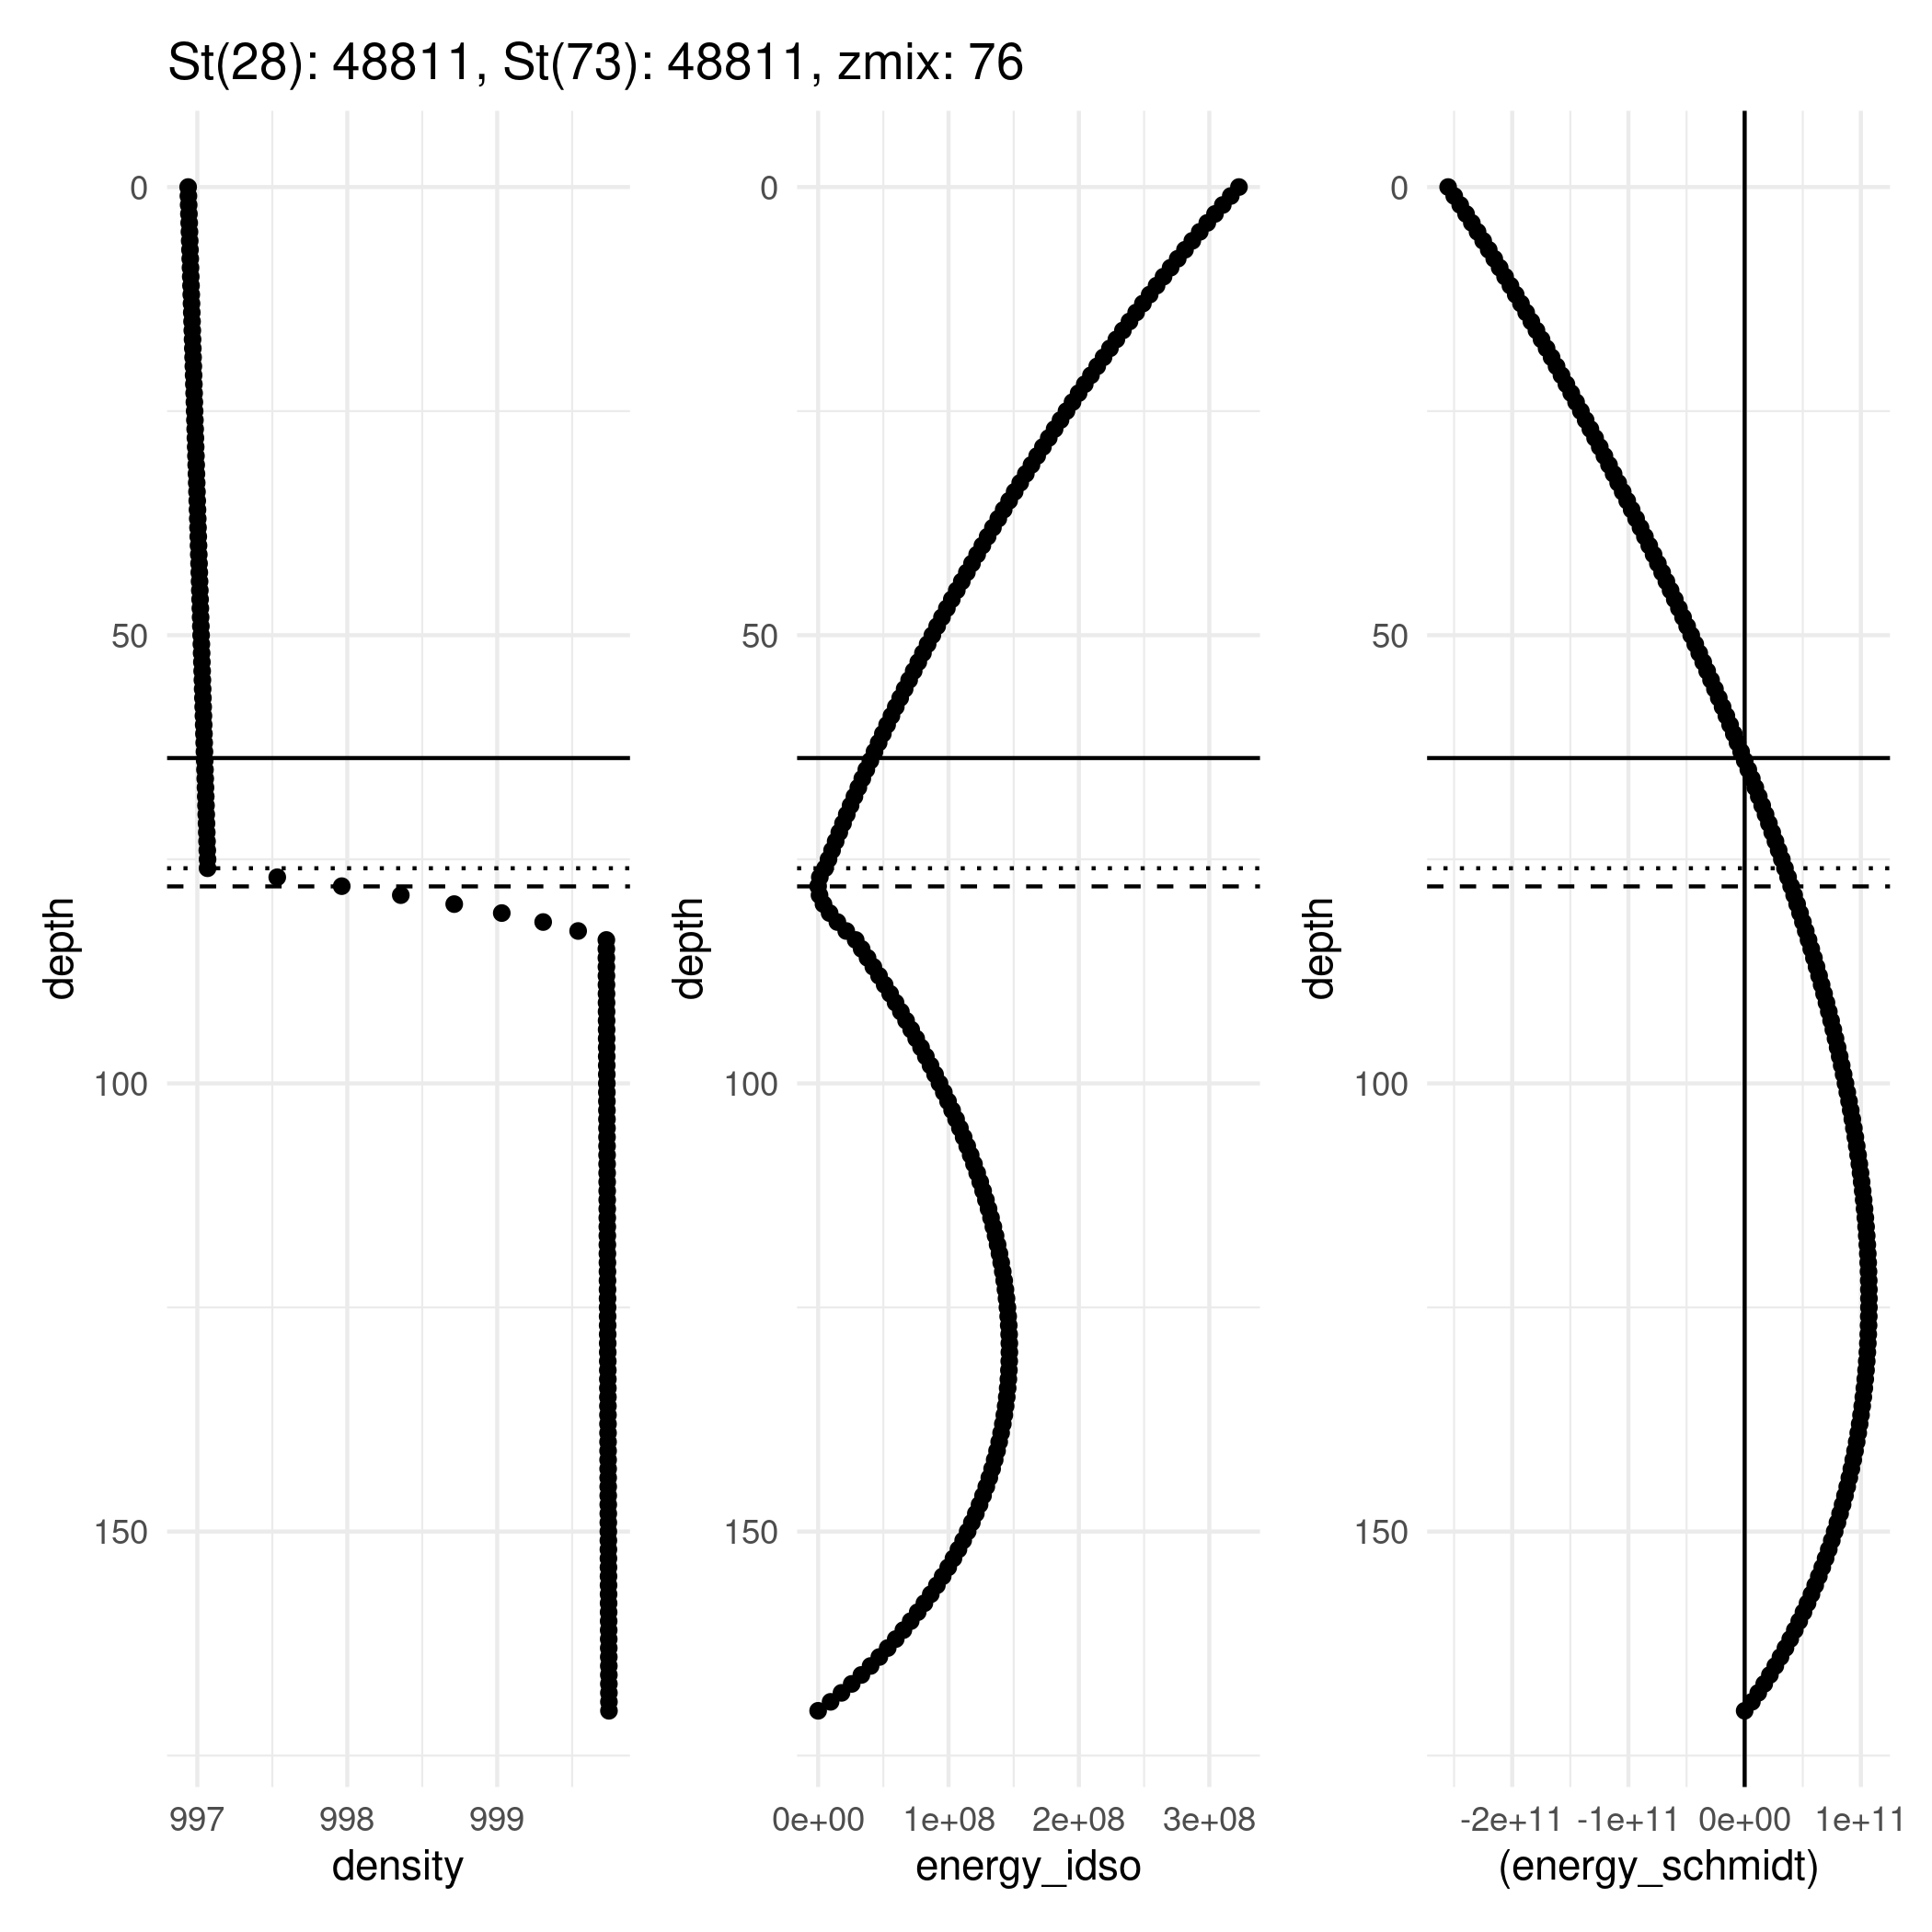 St(28): 48811, St(73): 48811, zmix: 76
0
50
100
150
depth
997 998 999
density
0
50
100
150
depth
0e+00 1e+08 2e+08 3e+08
energy_idso
0
50
100
150
depth
-2e+11 -1e+11 0e+00 1e+11
(energy_schmidt)